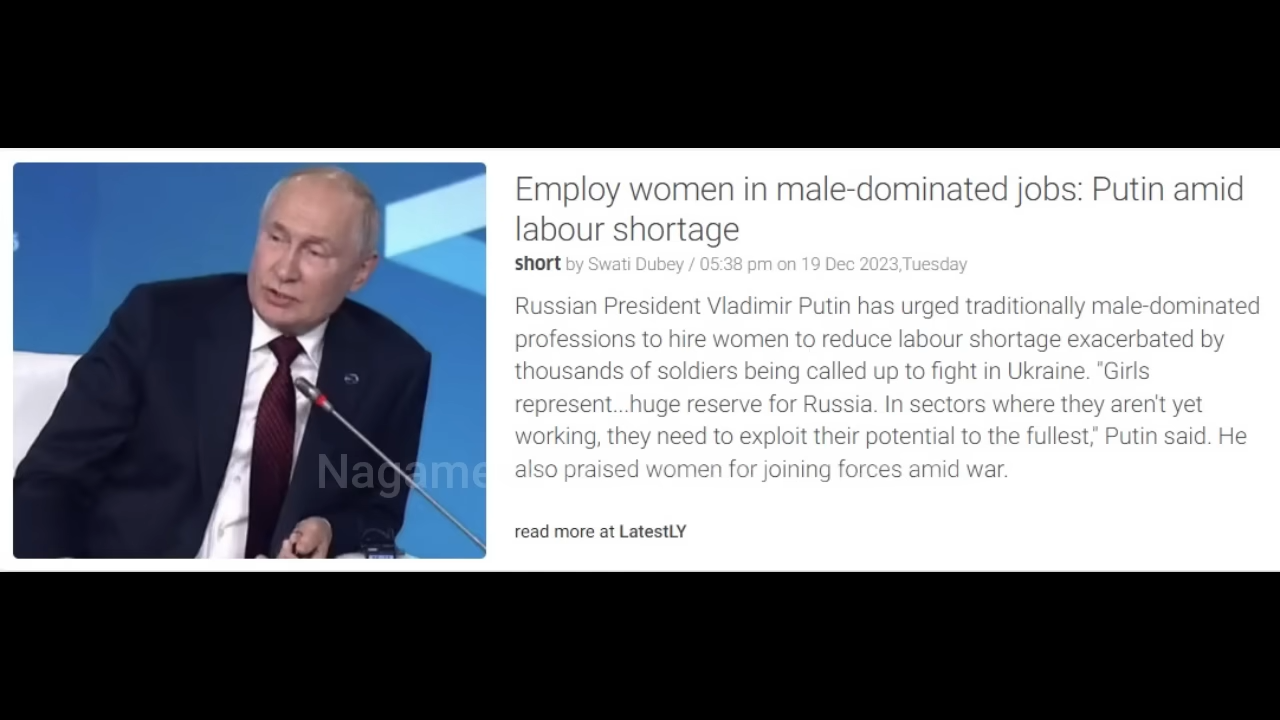 Employ women in male-dominated jobs: Putin amid
labour shortage
short by Swati Dubey / 05:38 pm on 19 Dec 2023,Tuesday
Russian President Vladimir Putin has urged traditionally male-dominated
professions to hire women to reduce labour shortage exacerbated by
thousands of soldiers being called up to fight in Ukraine. "Girls
represent...huge reserve for Russia. In sectors where they aren't yet
working, they need to exploit their potential to the fullest," Putin said. He
also praised women for joining forces amid war.
Nagame
read more at LatestLY